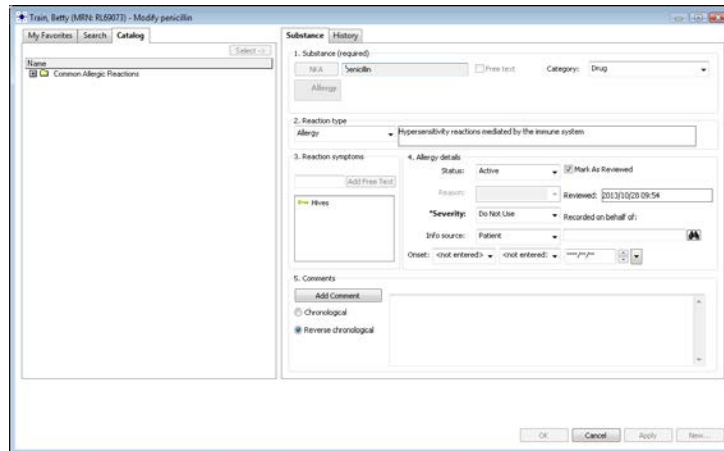 Train, Betty (MRN: RL69073) - Modify penicillin
My Favorites Search Catalog
Select ->
Name
Common Allergic Reactions
Substance History
1. Substance (required)
NKA penicillin Free text Category: Drug
Allergy
2. Reaction type
Allergy Hypersensitivity reactions mediated by the immune system
3. Reaction symptoms
Add Free Text
Hives
4. Allergy details
Status: Active Mark As Reviewed
Reason: Reviewed: 2013/10/28 09:54
*Severity: Do Not Use Recorded on behalf of:
Info source: Patient
Onset: <not entered> <not entered> ****/**/**
5. Comments
Add Comment
Chronological
Reverse chronological
OK Cancel Apply New...